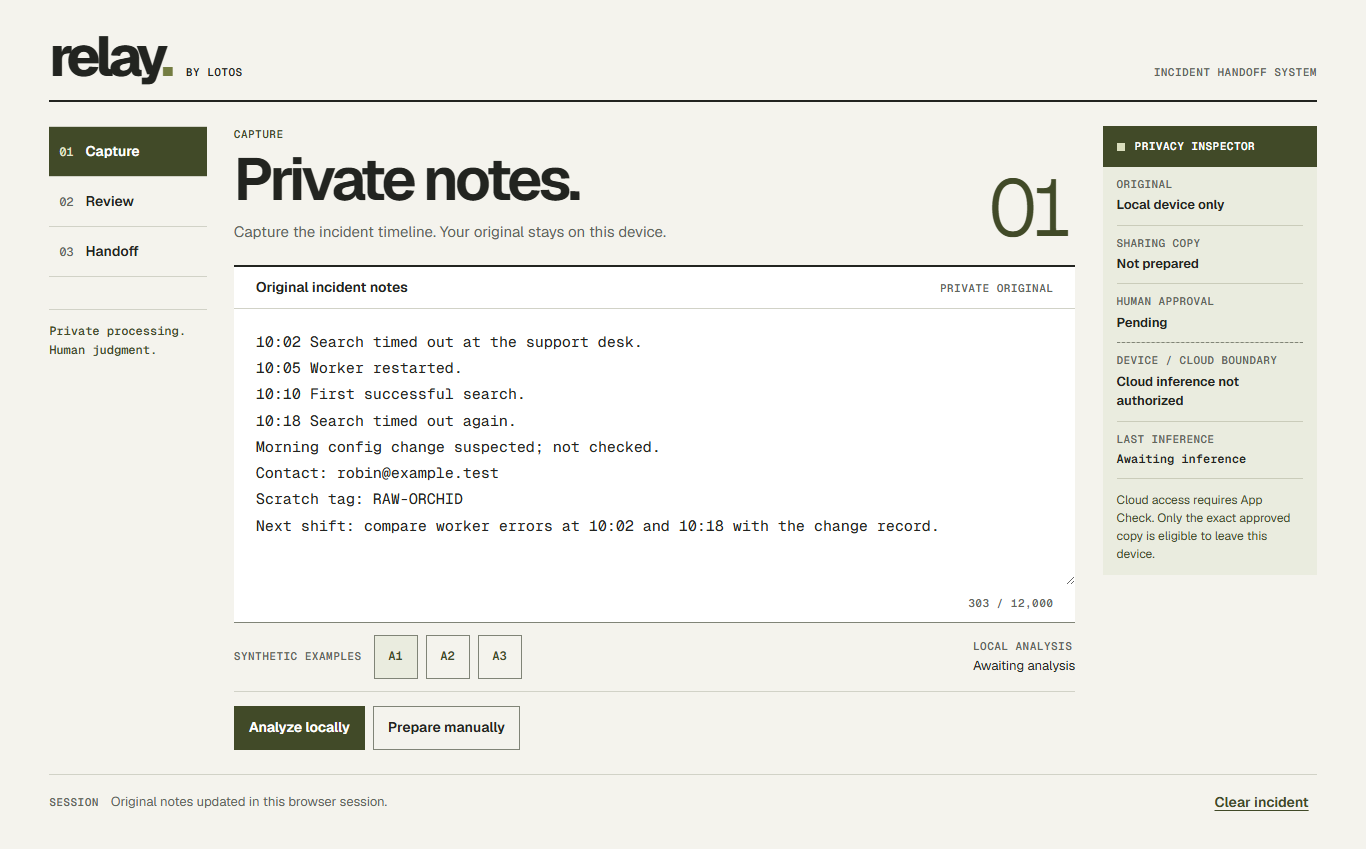 relay. BY LOTOS
INCIDENT HANDOFF SYSTEM
01 Capture
02 Review
03 Handoff
Private processing.
Human judgment.
CAPTURE
Private notes.
Capture the incident timeline. Your original stays on this device.
01
Original incident notes
PRIVATE ORIGINAL
10:02 Search timed out at the support desk.
10:05 Worker restarted.
10:10 First successful search.
10:18 Search timed out again.
Morning config change suspected; not checked.
Contact: robin@example.test
Scratch tag: RAW-ORCHID
Next shift: compare worker errors at 10:02 and 10:18 with the change record.
303 / 12,000
SYNTHETIC EXAMPLES A1 A2 A3
LOCAL ANALYSIS
Awaiting analysis
Analyze locally
Prepare manually
PRIVACY INSPECTOR
ORIGINAL
Local device only
SHARING COPY
Not prepared
HUMAN APPROVAL
Pending
DEVICE / CLOUD BOUNDARY
Cloud inference not
authorized
LAST INFERENCE
Awaiting inference
Cloud access requires App
Check. Only the exact approved
copy is eligible to leave this
device.
SESSION Original notes updated in this browser session.
Clear incident